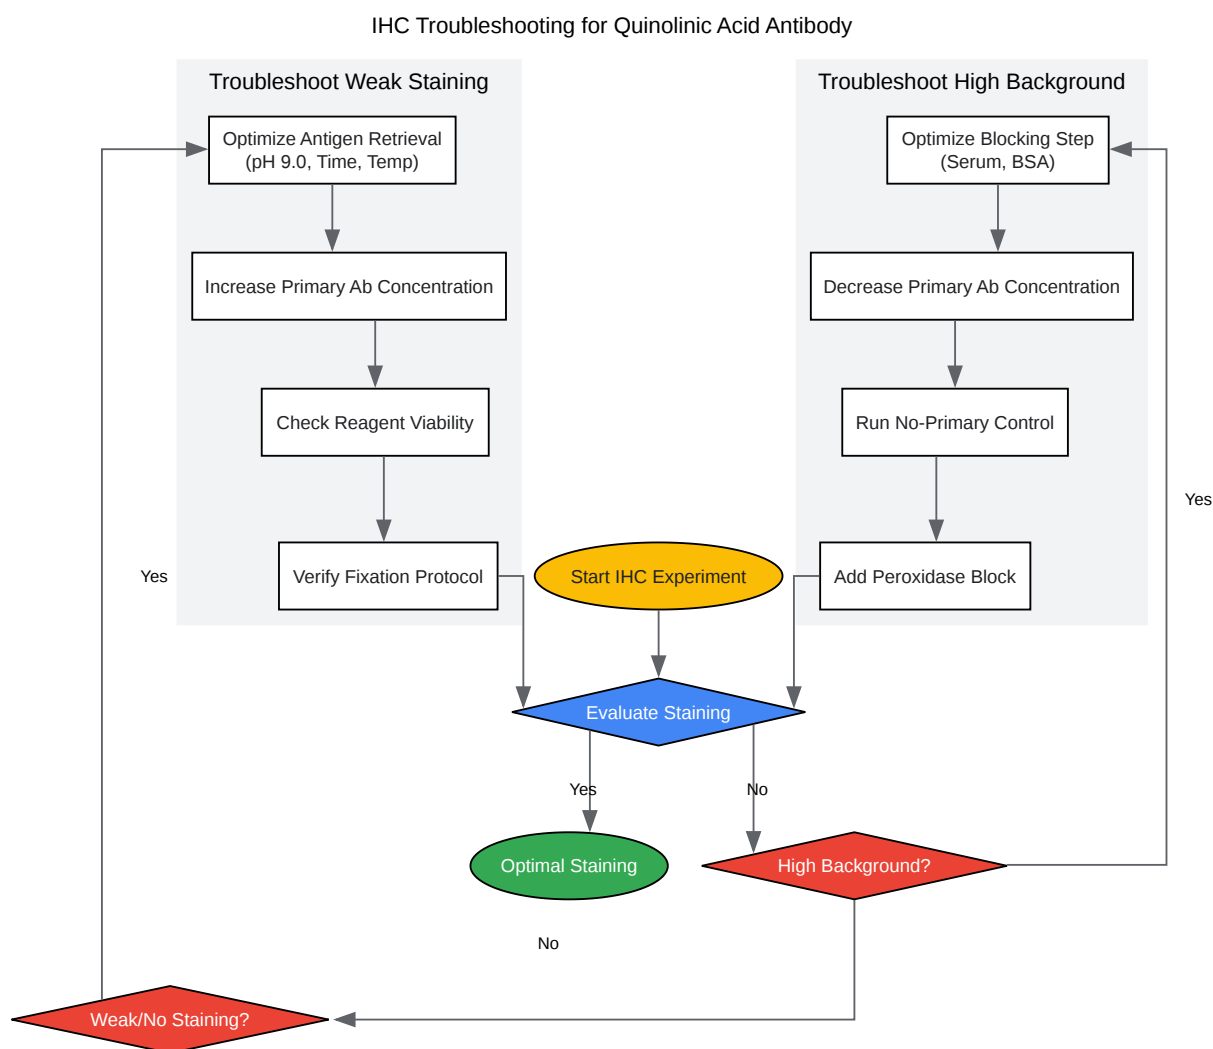 IHC Troubleshooting for Quinolinic Acid Antibody
Troubleshoot Weak Staining
Optimize Antigen Retrieval
(pH 9.0, Time, Temp)
Increase Primary Ab Concentration
Check Reagent Viability
Verify Fixation Protocol
Troubleshoot High Background
Optimize Blocking Step
(Serum, BSA)
Decrease Primary Ab Concentration
Run No-Primary Control
Add Peroxidase Block
Yes
Yes
Start IHC Experiment
Evaluate Staining
Yes
No
Optimal Staining
High Background?
No
Weak/No Staining?